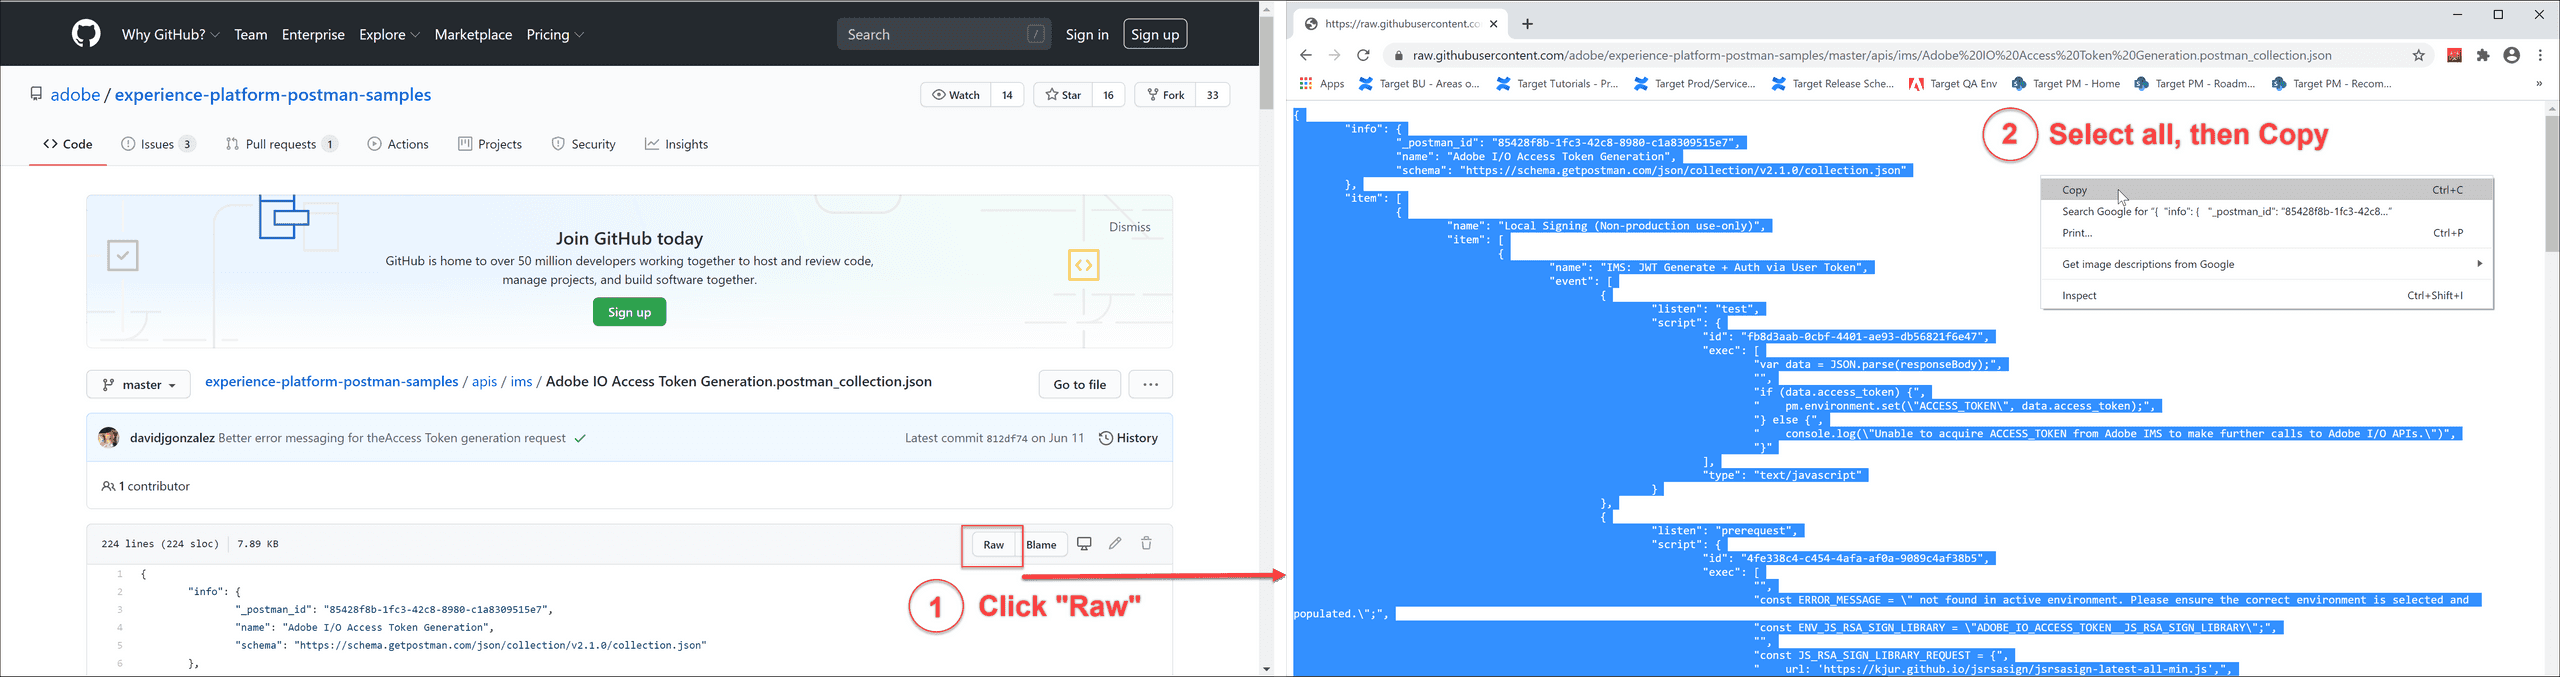 Why GitHub? Team Enterprise Explore Marketplace Pricing Search / Sign in Sign up
adobe / experience-platform-postman-samples
Watch 14 Star 16 Fork 33
Code Issues 3 Pull requests 1 Actions Projects Security Insights
Dismiss
Join GitHub today
GitHub is home to over 50 million developers working together to host and review code,
manage projects, and build software together.
Sign up
master experience-platform-postman-samples / apis / ims / Adobe IO Access Token Generation.postman_collection.json Go to file ...
davidjgonzalez Better error messaging for theAccess Token generation request Latest commit 812df74 on Jun 11 History
1 contributor
224 lines (224 sloc) 7.89 KB Raw Blame
1 {
2 "info": {
3 "_postman_id": "85428f8b-1fc3-42c8-8980-c1a8309515e7",
4 "name": "Adobe I/O Access Token Generation",
5 "schema": "https://schema.getpostman.com/json/collection/v2.1.0/collection.json"
6 },
1 Click "Raw"
https://raw.githubusercontent.co
raw.githubusercontent.com/adobe/experience-platform-postman-samples/master/apis/ims/Adobe%20IO%20Access%20Token%20Generation.postman_collection.json
Apps Target BU - Areas o... Target Tutorials - Pr... Target Prod/Service... Target Release Sche... Target QA Env Target PM - Home Target PM - Roadm... Target PM - Recom... »
{
"info": {
"_postman_id": "85428f8b-1fc3-42c8-8980-c1a8309515e7",
"name": "Adobe I/O Access Token Generation",
"schema": "https://schema.getpostman.com/json/collection/v2.1.0/collection.json"
},
"item": [
{
"name": "Local Signing (Non-production use-only)",
"item": [
{
"name": "IMS: JWT Generate + Auth via User Token",
"event": [
{
"listen": "test",
"script": {
"id": "fb8d3aab-0cbf-4401-ae93-db56821f6e47",
"exec": [
"var data = JSON.parse(responseBody);",
"",
"if (data.access_token) {",
"    pm.environment.set(\"ACCESS_TOKEN\", data.access_token);",
"} else {",
"    console.log(\"Unable to acquire ACCESS_TOKEN from Adobe IMS to make further calls to Adobe I/O APIs.\")",
"}"
],
"type": "text/javascript"
}
},
{
"listen": "prerequest",
"script": {
"id": "4fe338c4-c454-4afa-af0a-9089c4af38b5",
"exec": [
"",
"const ERROR_MESSAGE = \" not found in active environment. Please ensure the correct environment is selected and
populated.\";",
"const ENV_JS_RSA_SIGN_LIBRARY = \"ADOBE_IO_ACCESS_TOKEN__JS_RSA_SIGN_LIBRARY\";",
"",
"const JS_RSA_SIGN_LIBRARY_REQUEST = {",
"    url: 'https://kjur.github.io/jsrsasign/jsrsasign-latest-all-min.js',",
2 Select all, then Copy
Copy Ctrl+C
Search Google for "{ "info": { "_postman_id": "85428f8b-1fc3-42c8..."
Print... Ctrl+P
Get image descriptions from Google
Inspect Ctrl+Shift+I